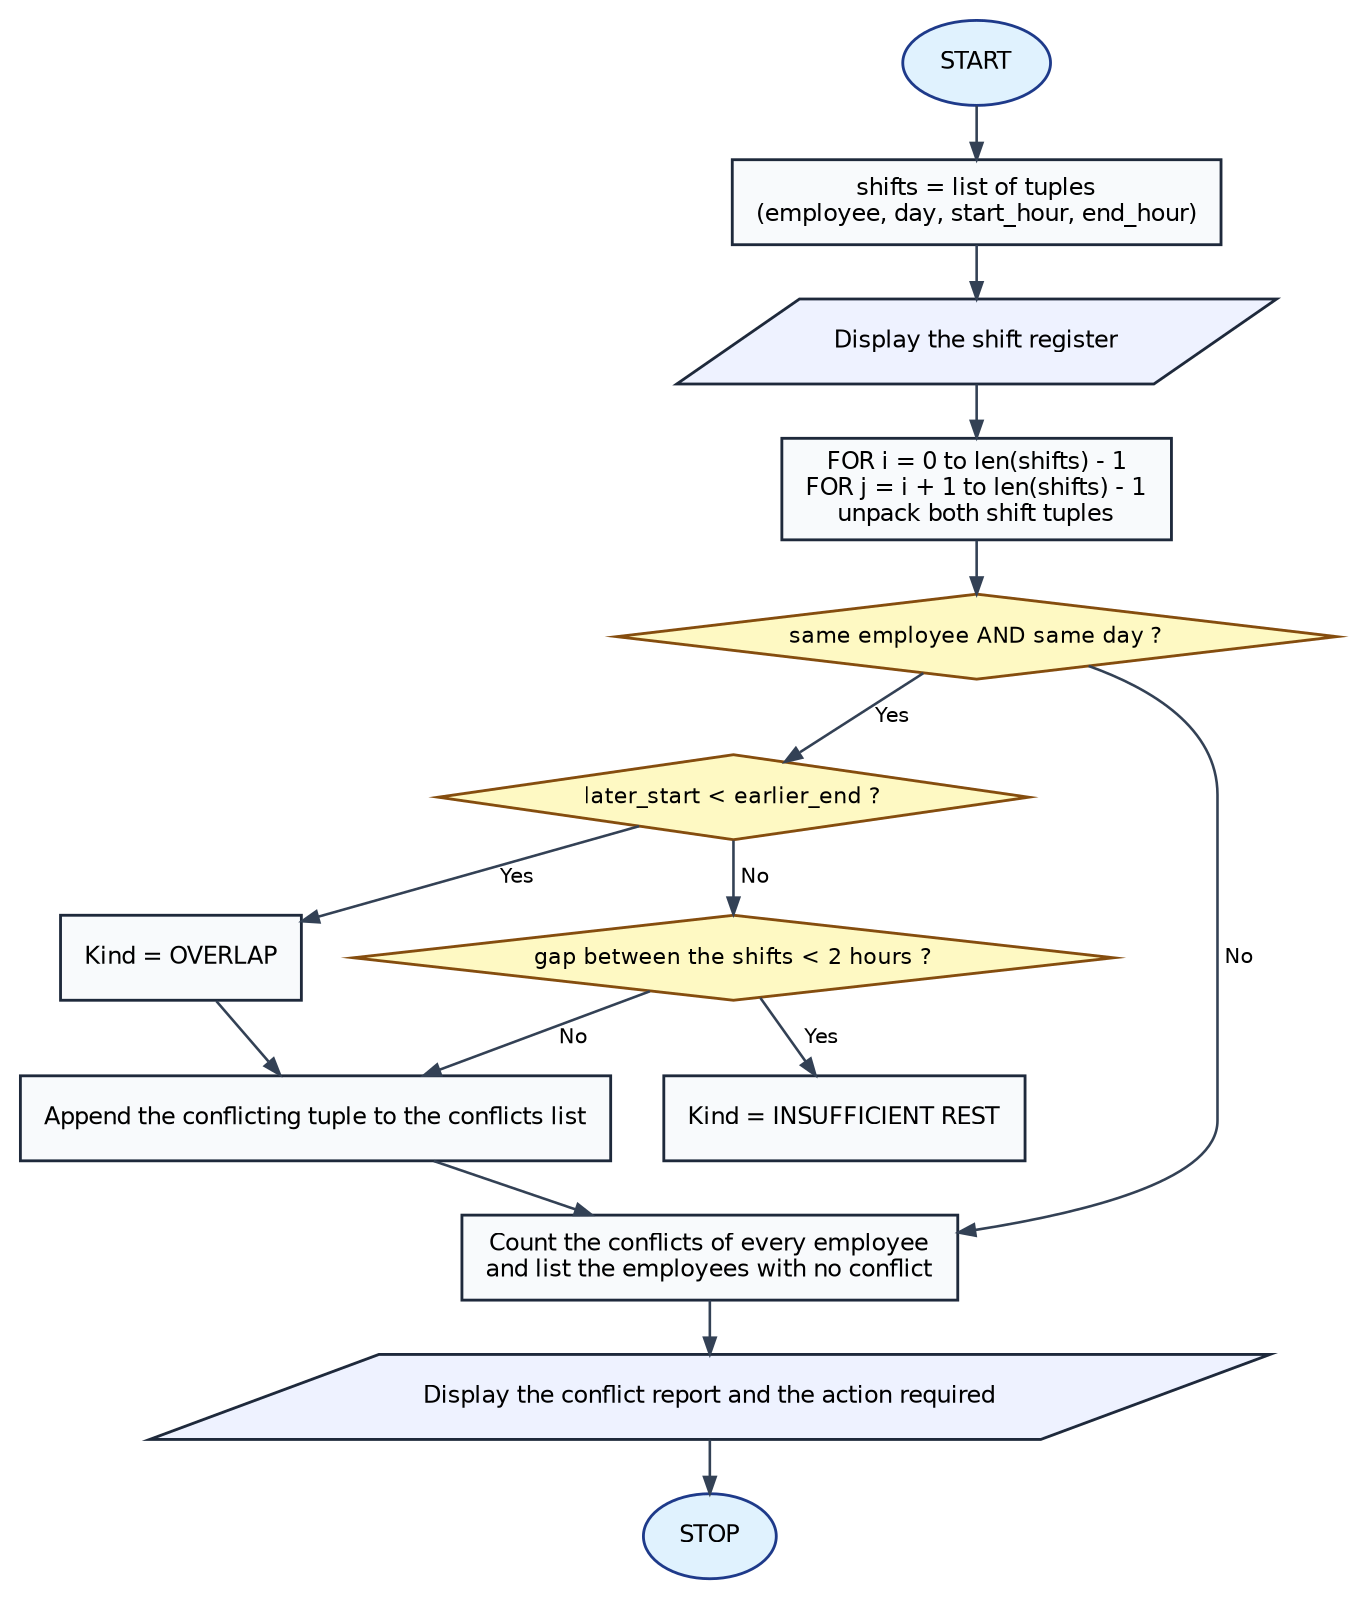 START
shifts = list of tuples
(employee, day, start_hour, end_hour)
Display the shift register
FOR i = 0 to len(shifts) - 1
FOR j = i + 1 to len(shifts) - 1
unpack both shift tuples
same employee AND same day ?
Yes
later_start < earlier_end ?
Yes
No
Kind = OVERLAP
gap between the shifts < 2 hours ?
No
No
Yes
Append the conflicting tuple to the conflicts list
Kind = INSUFFICIENT REST
Count the conflicts of every employee
and list the employees with no conflict
Display the conflict report and the action required
STOP